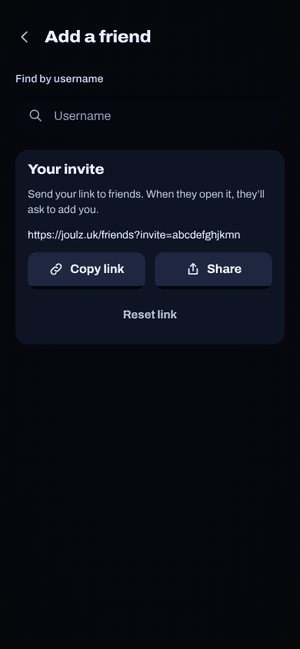 Add a friend
Find by username
Username
Your invite
Send your link to friends. When they open it, they'll
ask to add you.
https://joulz.uk/friends?invite=abcdefghjkmn
Copy link
Share
Reset link